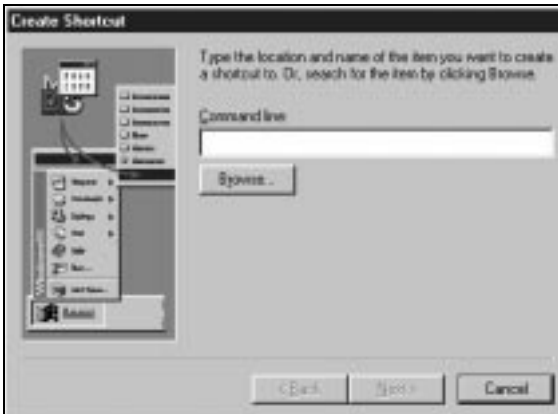 Create Shortcut
Type the location and name of the item you want to create
a shortcut to. Or, search for the item by clicking Browse.
Command line:
Browse...
< Back
Next >
Cancel